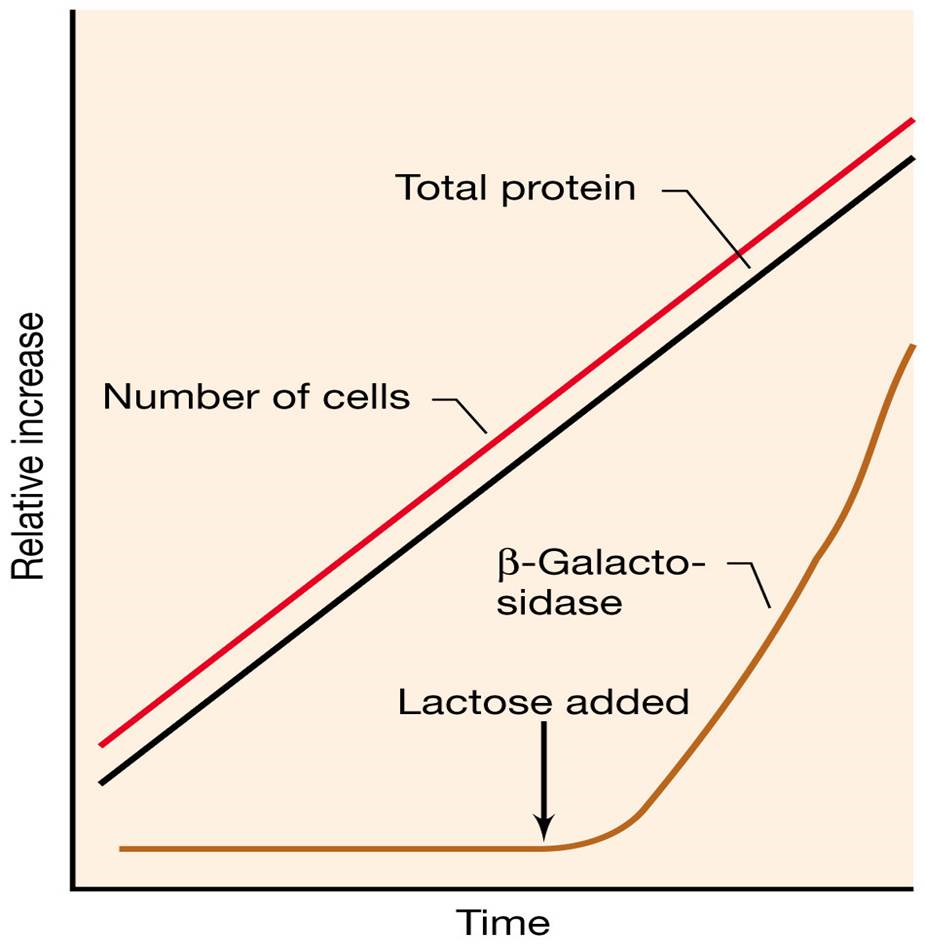 Total protein
Number of cells
Relative increase
β-Galacto-
sidase
Lactose added
Time